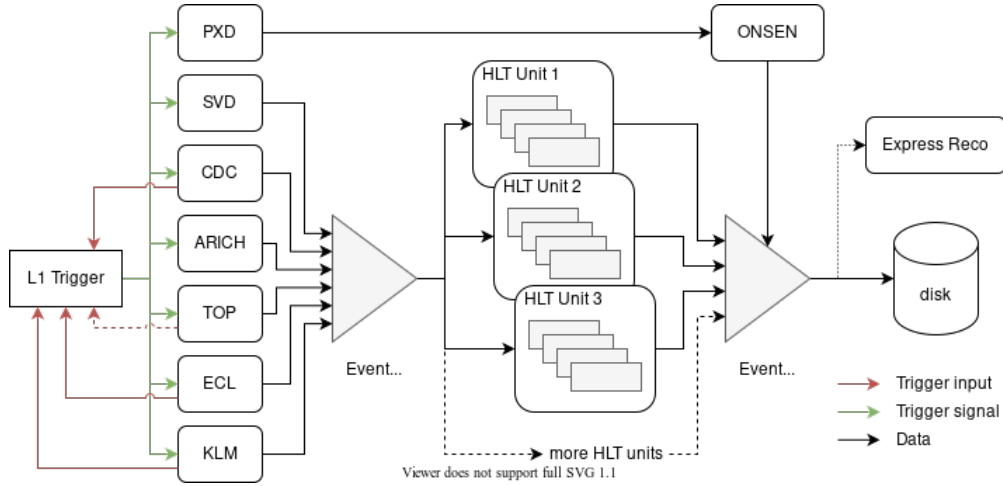 PXD
ONSEN
HLT Unit 1
SVD
Express Reco
CDC
HLT Unit 2
ARICH
L1 Trigger
HLT Unit 3
TOP
disk
Event...
Event...
ECL
Trigger input
Trigger signal
Data
KLM
more HLT units
Viewer does not support full SVG 1.1